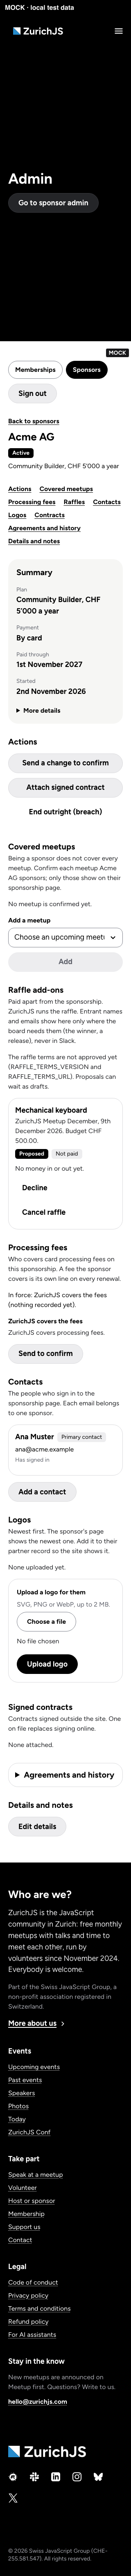 MOCK - local test data
ZurichJS
Admin
Go to sponsor admin
MOCK
Memberships
Sponsors
Sign out
Back to sponsors
Acme AG
Active
Community Builder, CHF 5'000 a year
Actions Covered meetups
Processing fees Raffles Contacts
Logos Contracts
Agreements and history
Details and notes
Summary
Plan
Community Builder, CHF
5'000 a year
Payment
By card
Paid through
1st November 2027
Started
2nd November 2026
More details
Actions
Send a change to confirm
Attach signed contract
End outright (breach)
Covered meetups
Being a sponsor does not cover every
meetup. Confirm each meetup Acme
AG sponsors; only those show on their
sponsorship page.
No meetup is confirmed yet.
Add a meetup
Choose an upcoming meetu
Add
Raffle add-ons
Paid apart from the sponsorship.
ZurichJS runs the raffle. Entrant names
and emails show here only where the
host needs them (the winner, a
release), never in Slack.
The raffle terms are not approved yet
(RAFFLE_TERMS_VERSION and
RAFFLE_TERMS_URL). Proposals can
wait as drafts.
Mechanical keyboard
ZurichJS Meetup December, 9th
December 2026. Budget CHF
500.00.
Proposed
Not paid
No money in or out yet.
Decline
Cancel raffle
Processing fees
Who covers card processing fees on
this sponsorship. A fee the sponsor
covers is its own line on every renewal.
In force: ZurichJS covers the fees
(nothing recorded yet).
ZurichJS covers the fees
ZurichJS covers processing fees.
Send to confirm
Contacts
The people who sign in to the
sponsorship page. Each email belongs
to one sponsor.
Ana Muster Primary contact
ana@acme.example
Has signed in
Add a contact
Logos
Newest first. The sponsor's page
shows the newest one. Add it to their
partner record on the site shows it.
None uploaded yet.
Upload a logo for them
SVG, PNG or WebP, up to 2 MB.
Choose a file
No file chosen
Upload logo
Signed contracts
Contracts signed outside the site. One
on file replaces signing online.
None attached.
Agreements and history
Details and notes
Edit details
Who are we?
ZurichJS is the JavaScript
community in Zurich: free monthly
meetups with talks and time to
meet each other, run by
volunteers since November 2024.
Everybody is welcome.
Part of the Swiss JavaScript Group, a
non-profit association registered in
Switzerland.
More about us
Events
Upcoming events
Past events
Speakers
Photos
Today
ZurichJS Conf
Take part
Speak at a meetup
Volunteer
Host or sponsor
Membership
Support us
Contact
Legal
Code of conduct
Privacy policy
Terms and conditions
Refund policy
For AI assistants
Stay in the know
New meetups are announced on
Meetup first. Questions? Write to us.
hello@zurichjs.com
ZurichJS
© 2026 Swiss JavaScript Group (CHE-
255.581.547). All rights reserved.